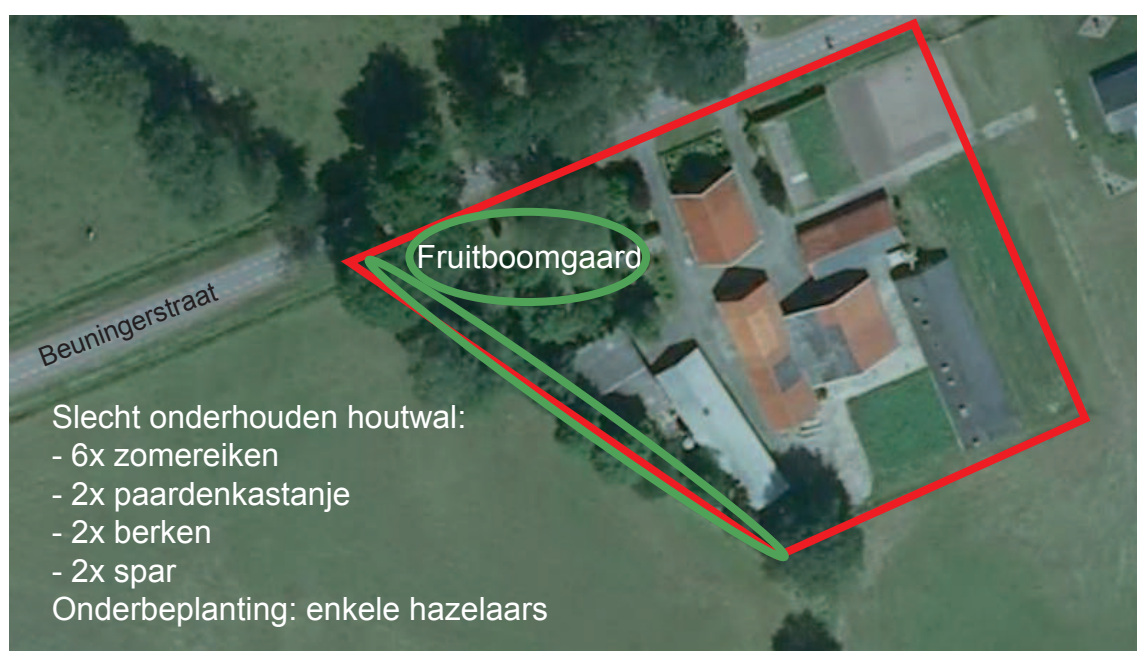 Fruitboomgaard
Beuningerstraat
Slecht onderhouden houtwal:
- 6x zomereiken
- 2x paardenkastanje
- 2x berken
- 2x spar
Onderbeplanting: enkele hazelaars